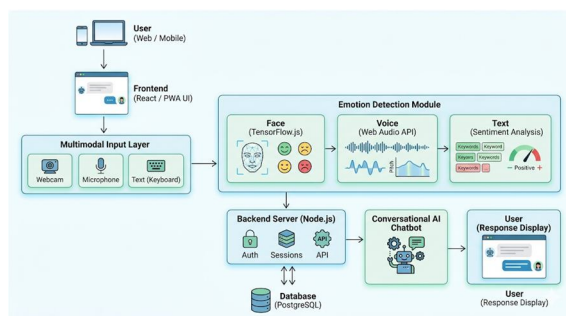 User
(Web / Mobile)
Frontend
(React / PWA UI)
Multimodal Input Layer
Webcam
Microphone
Text (Keyboard)
Emotion Detection Module
Face
(TensorFlow.js)
Voice
(Web Audio API)
Pitch
Text
(Sentiment Analysis)
Keywords
Keyword
Keywords
Keywords
...
− Positive +
Backend Server (Node.js)
Auth
Sessions
API
API
Conversational AI
Chatbot
User
(Response Display)
User
(Response Display)
Database
(PostgreSQL)